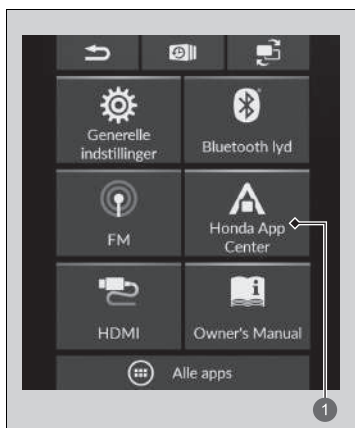 Generelle
indstillinger
Bluetooth lyd
FM
Honda App
Center
HDMI
Owner's Manual
Alle apps
1